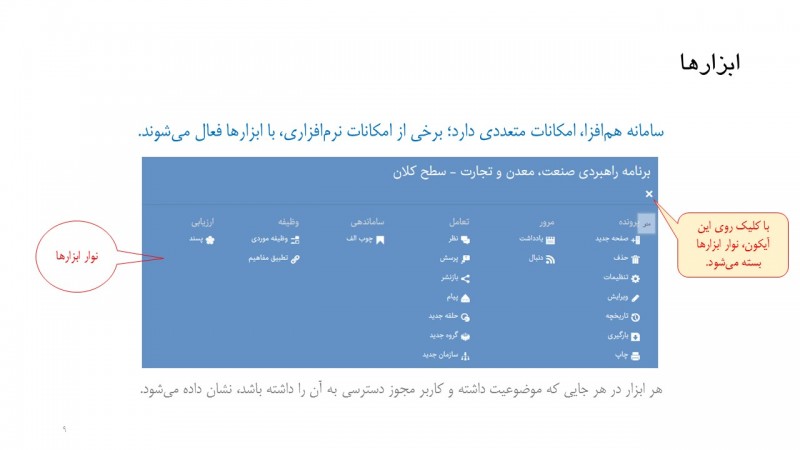 ابزارها
سامانه هم‌افزا، امکانات متعددی دارد؛ برخی از امکانات نرم‌افزاری، با ابزارها فعال می‌شوند.
برنامه راهبردی صنعت، معدن و تجارت - سطح کلان
با کلیک روی این
آیکون، نوار ابزارها
بسته می‌شود.
پرونده
صفحه جدید
حذف
تنظیمات
ویرایش
تاریخچه
بارگیری
چاپ
مرور
یادداشت
دنبال
تعامل
نظر
پرسش
بازنشر
پیام
حلقه جدید
گروه جدید
سازمان جدید
ساماندهی
چوب الف
وظیفه
وظیفه موردی
تطبیق مفاهیم
ارزیابی
پسند
نوار ابزارها
هر ابزار در هر جایی که موضوعیت داشته و کاربر مجوز دسترسی به آن را داشته باشد، نشان داده می‌شود.
۹